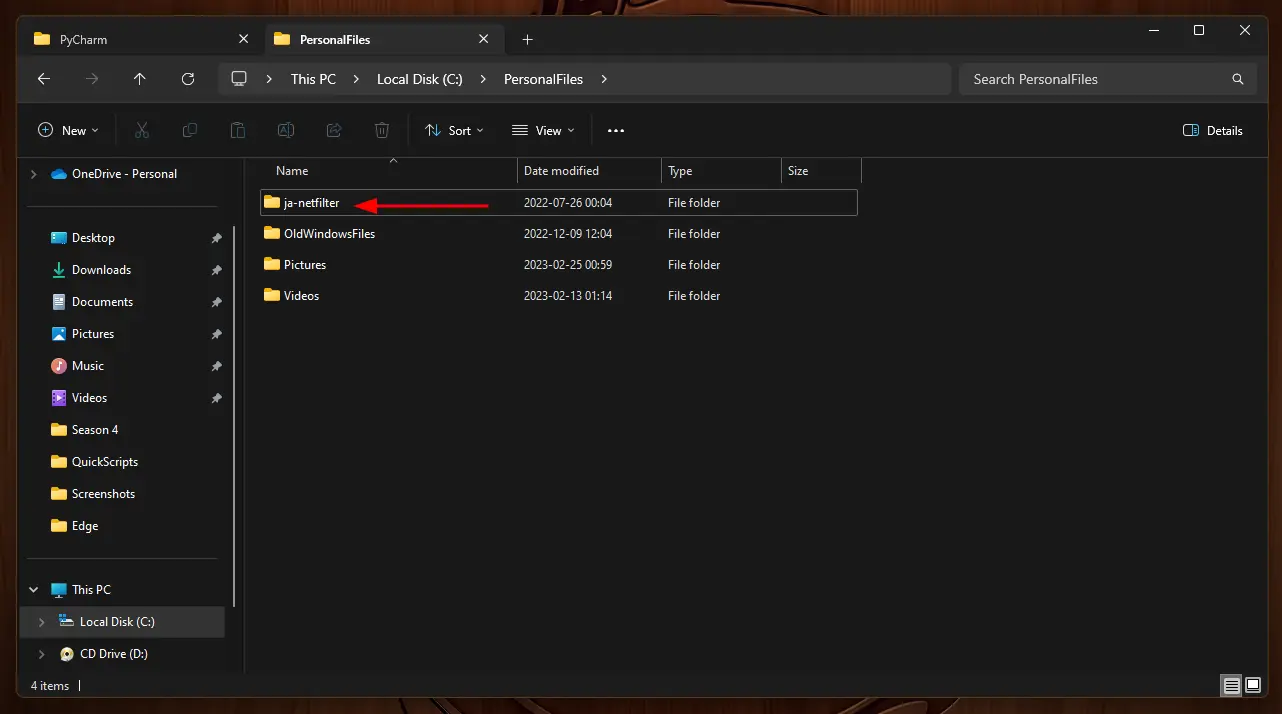 PyCharm
PersonalFiles
This PC
Local Disk (C:)
PersonalFiles
Search PersonalFiles
New
Sort
View
Details
OneDrive - Personal
Desktop
Downloads
Documents
Pictures
Music
Videos
Season 4
QuickScripts
Screenshots
Edge
This PC
Local Disk (C:)
CD Drive (D:)
Name Date modified Type Size
ja-netfilter 2022-07-26 00:04 File folder
OldWindowsFiles 2022-12-09 12:04 File folder
Pictures 2023-02-25 00:59 File folder
Videos 2023-02-13 01:14 File folder
4 items